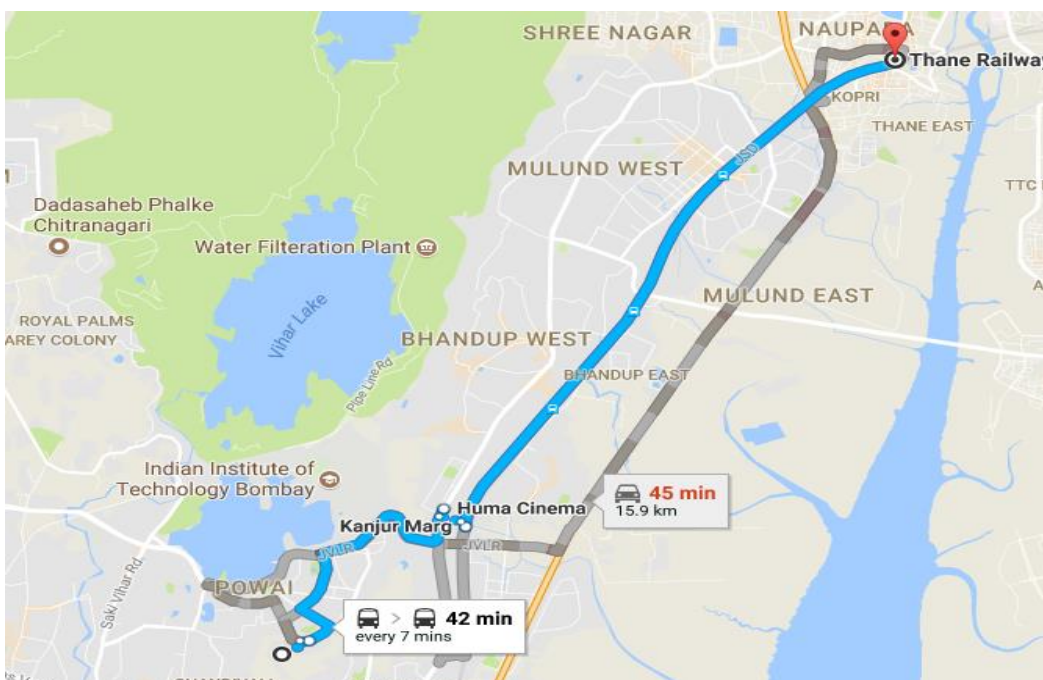 SHREE NAGAR
NAUPADA
Thane Railway
KOPRI
THANE EAST
JSD
MULUND WEST
TTC
Dadasaheb Phalke
Chitranagari
Water Filteration Plant
Vihar Lake
MULUND EAST
ROYAL PALMS
AREY COLONY
BHANDUP WEST
Pipe Line Rd
BHANDUP EAST
Indian Institute of
Technology Bombay
45 min
15.9 km
Huma Cinema
Kanjur Marg
JVLR
JVLR
Saki Vihar Rd
POWAI
> 42 min
every 7 mins